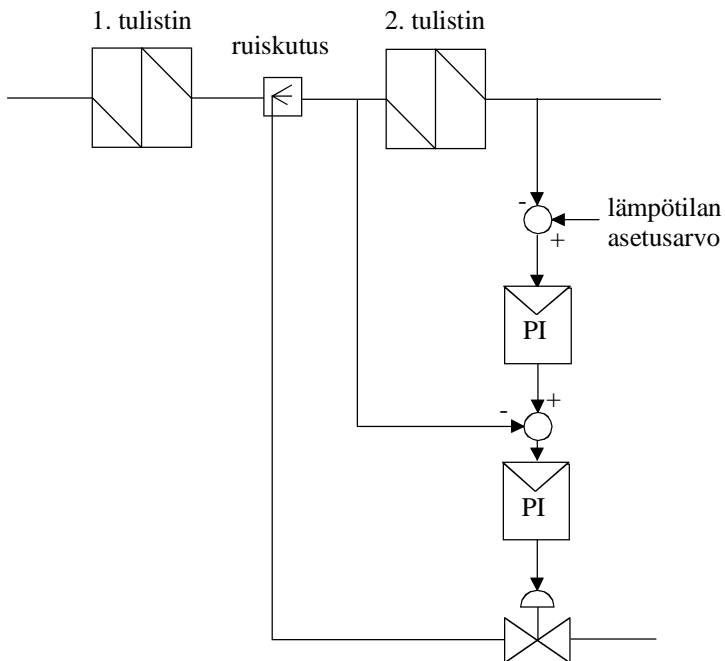 1. tulistin
ruiskutus
2. tulistin
-
+
lämpötilan
asetusarvo
PI
-
+
PI